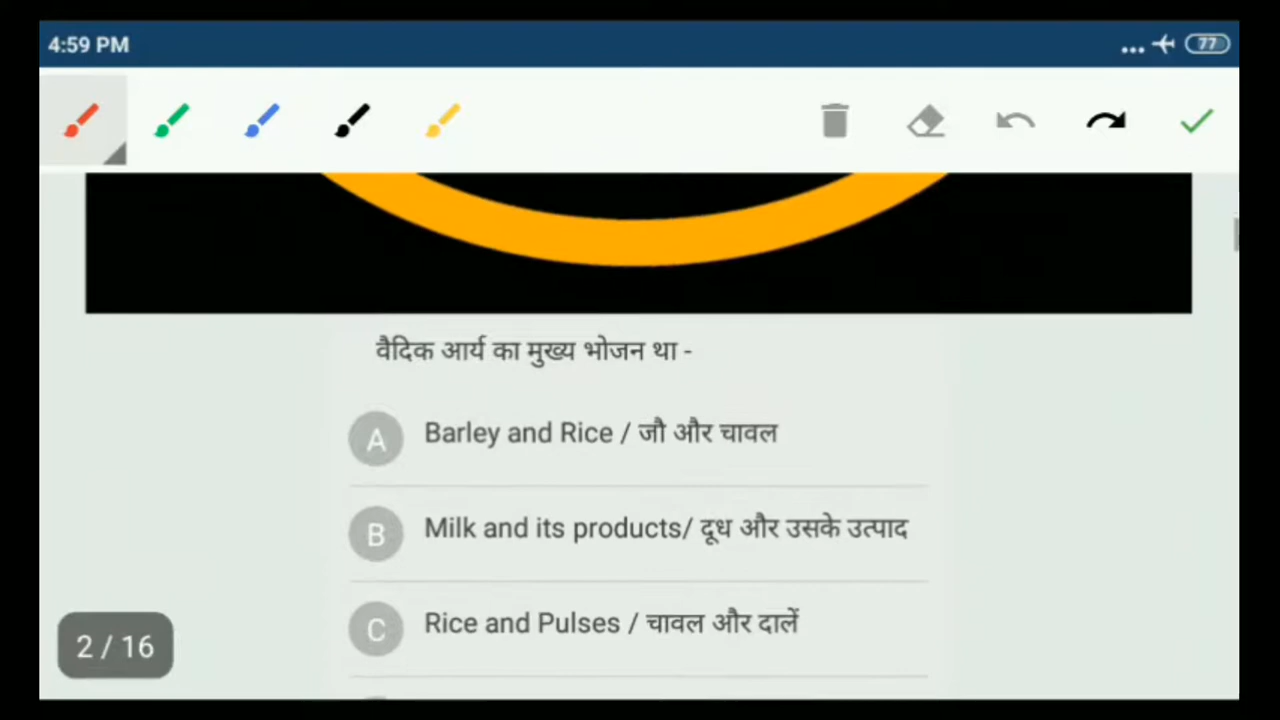 4:59 PM
77
वैदिक आर्य का मुख्य भोजन था -
A Barley and Rice / जौ और चावल
B Milk and its products/ दूध और उसके उत्पाद
C Rice and Pulses / चावल और दालें
2 / 16